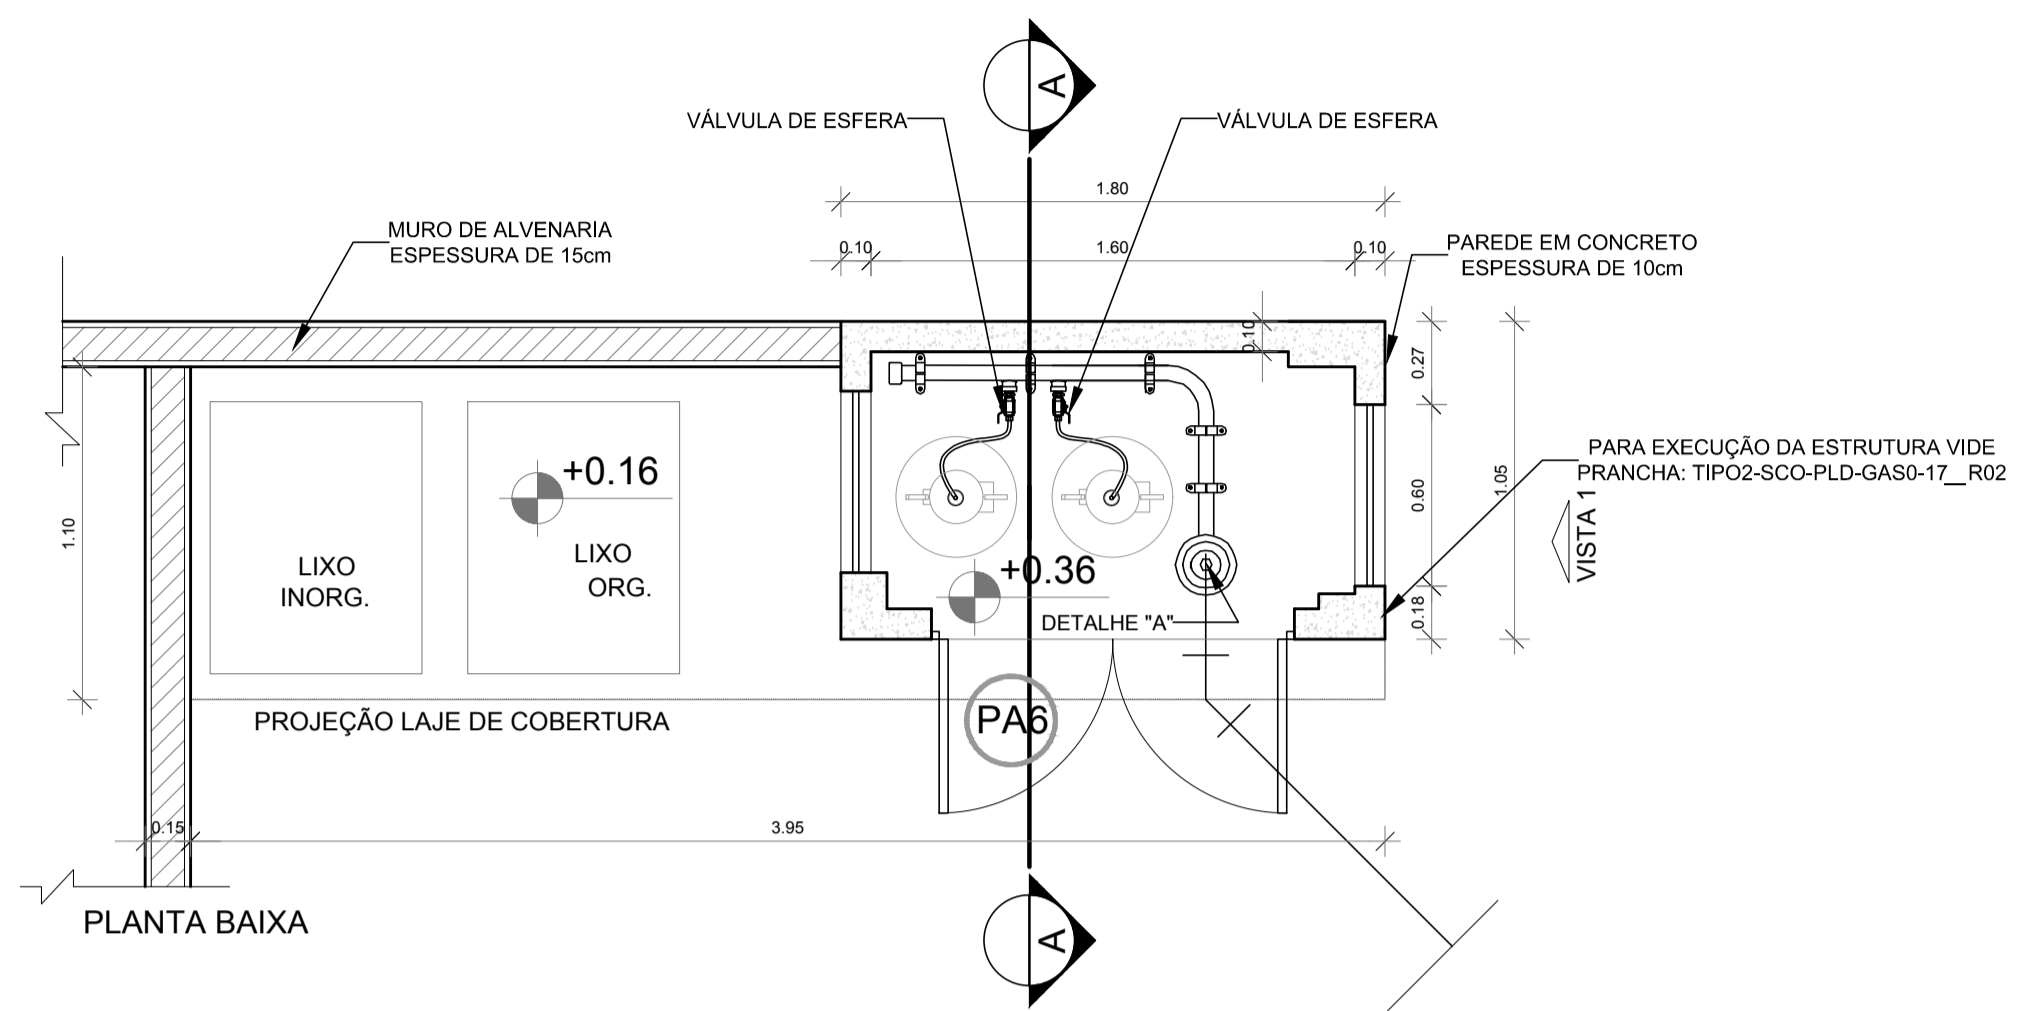 A
VÁLVULA DE ESFERA
VÁLVULA DE ESFERA
1.80
MURO DE ALVENARIA
ESPESSURA DE 15cm
0.10
1.60
0.10
PAREDE EM CONCRETO
ESPESSURA DE 10cm
0.10
0.27
PARA EXECUÇÃO DA ESTRUTURA VIDE
PRANCHA: TIPO2-SCO-PLD-GAS0-17__R02
+0.16
1.05
0.60
1.10
VISTA 1
LIXO
INORG.
LIXO
ORG.
+0.36
0.18
DETALHE "A"
PROJEÇÃO LAJE DE COBERTURA
PA6
0.15
3.95
PLANTA BAIXA
A